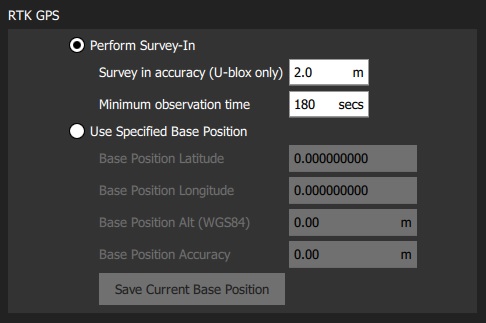 RTK GPS
Perform Survey-In
Survey in accuracy (U-blox only) 2.0 m
Minimum observation time 180 secs
Use Specified Base Position
Base Position Latitude 0.000000000
Base Position Longitude 0.000000000
Base Position Alt (WGS84) 0.00 m
Base Position Accuracy 0.00 m
Save Current Base Position